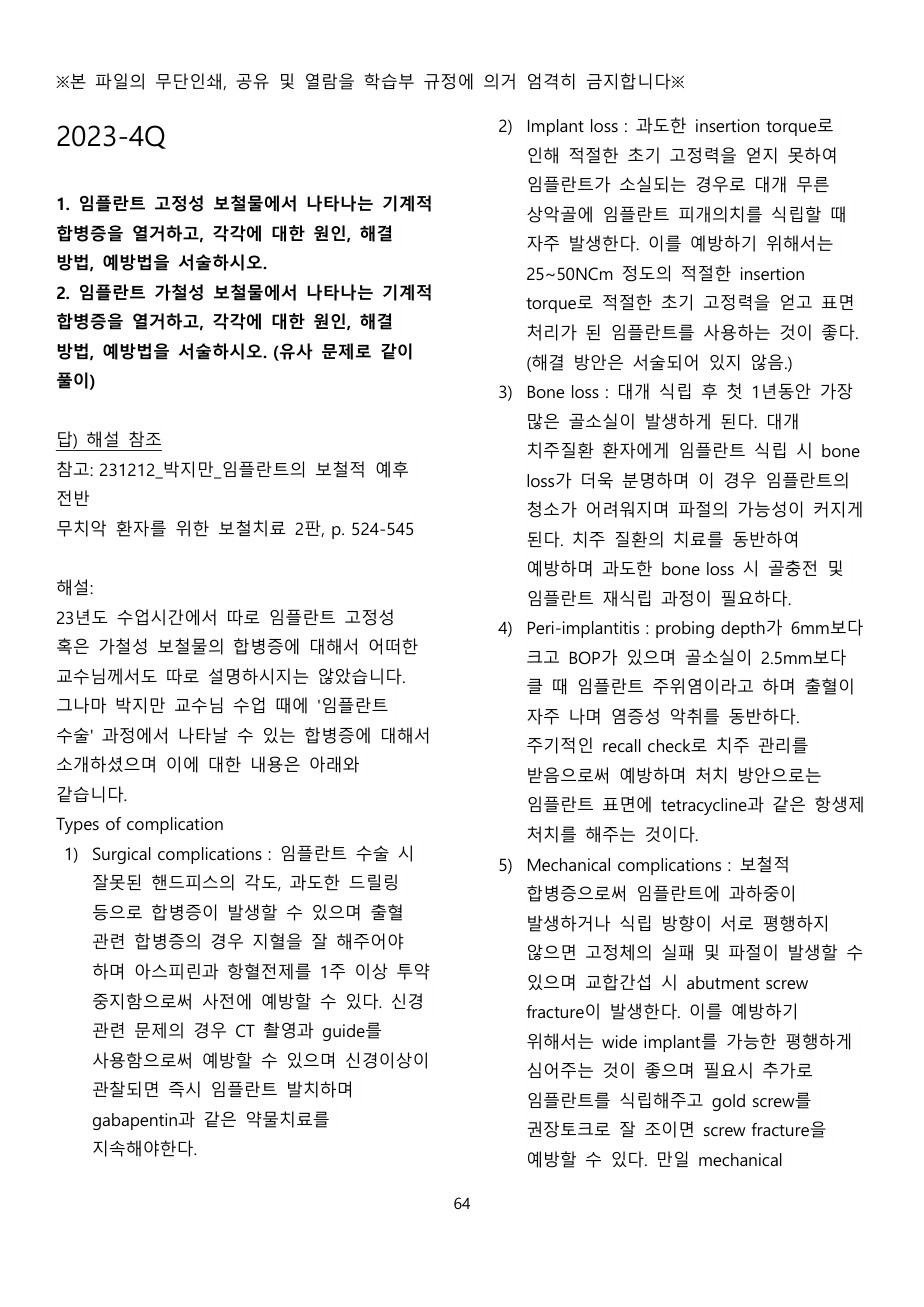 ※본 파일의 무단인쇄, 공유 및 열람을 학습부 규정에 의거 엄격히 금지합니다※
2023-4Q
1. 임플란트 고정성 보철물에서 나타나는 기계적
합병증을 열거하고, 각각에 대한 원인, 해결
방법, 예방법을 서술하시오.
2. 임플란트 가철성 보철물에서 나타나는 기계적
합병증을 열거하고, 각각에 대한 원인, 해결
방법, 예방법을 서술하시오. (유사 문제로 같이
풀이)
답) 해설 참조
참고: 231212_박지만_임플란트의 보철적 예후
전반
무치악 환자를 위한 보철치료 2판, p. 524-545
해설:
23년도 수업시간에서 따로 임플란트 고정성
혹은 가철성 보철물의 합병증에 대해서 어떠한
교수님께서도 따로 설명하시지는 않았습니다.
그나마 박지만 교수님 수업 때에 '임플란트
수술' 과정에서 나타날 수 있는 합병증에 대해서
소개하셨으며 이에 대한 내용은 아래와
같습니다.
Types of complication
1) Surgical complications : 임플란트 수술 시
잘못된 핸드피스의 각도, 과도한 드릴링
등으로 합병증이 발생할 수 있으며 출혈
관련 합병증의 경우 지혈을 잘 해주어야
하며 아스피린과 항혈전제를 1주 이상 투약
중지함으로써 사전에 예방할 수 있다. 신경
관련 문제의 경우 CT 촬영과 guide를
사용함으로써 예방할 수 있으며 신경이상이
관찰되면 즉시 임플란트 발치하며
gabapentin과 같은 약물치료를
지속해야한다.
2) Implant loss : 과도한 insertion torque로
인해 적절한 초기 고정력을 얻지 못하여
임플란트가 소실되는 경우로 대개 무른
상악골에 임플란트 피개의치를 식립할 때
자주 발생한다. 이를 예방하기 위해서는
25~50NCm 정도의 적절한 insertion
torque로 적절한 초기 고정력을 얻고 표면
처리가 된 임플란트를 사용하는 것이 좋다.
(해결 방안은 서술되어 있지 않음.)
3) Bone loss : 대개 식립 후 첫 1년동안 가장
많은 골소실이 발생하게 된다. 대개
치주질환 환자에게 임플란트 식립 시 bone
loss가 더욱 분명하며 이 경우 임플란트의
청소가 어려워지며 파절의 가능성이 커지게
된다. 치주 질환의 치료를 동반하여
예방하며 과도한 bone loss 시 골충전 및
임플란트 재식립 과정이 필요하다.
4) Peri-implantitis : probing depth가 6mm보다
크고 BOP가 있으며 골소실이 2.5mm보다
클 때 임플란트 주위염이라고 하며 출혈이
자주 나며 염증성 악취를 동반하다.
주기적인 recall check로 치주 관리를
받음으로써 예방하며 처치 방안으로는
임플란트 표면에 tetracycline과 같은 항생제
처치를 해주는 것이다.
5) Mechanical complications : 보철적
합병증으로써 임플란트에 과하중이
발생하거나 식립 방향이 서로 평행하지
않으면 고정체의 실패 및 파절이 발생할 수
있으며 교합간섭 시 abutment screw
fracture이 발생한다. 이를 예방하기
위해서는 wide implant를 가능한 평행하게
심어주는 것이 좋으며 필요시 추가로
임플란트를 식립해주고 gold screw를
권장토크로 잘 조이면 screw fracture을
예방할 수 있다. 만일 mechanical
64